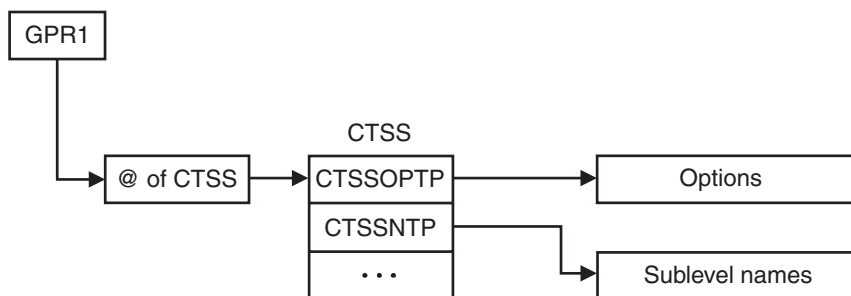 GPR1
CTSS
@ of CTSS
CTSSOPTP
Options
CTSSNTP
Sublevel names
...